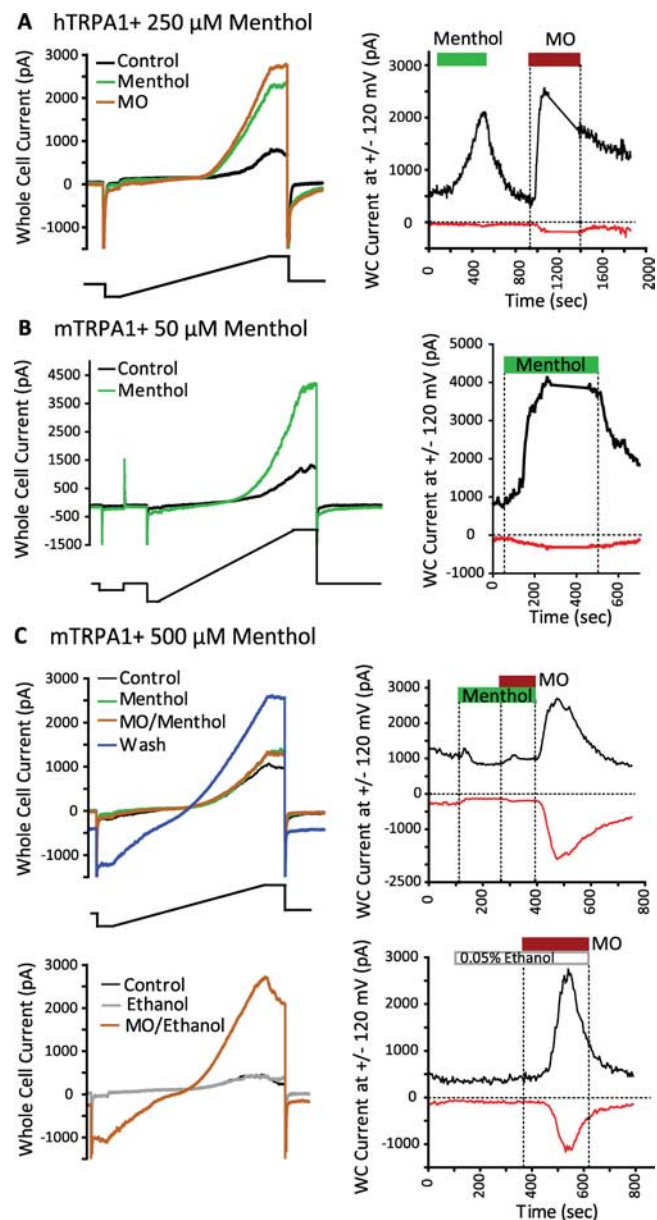 A hTRPA1+ 250 µM Menthol
Whole Cell Current (pA)
3000
2000
1000
0
-1000
Control
Menthol
MO
WC Current at +/- 120 mV (pA)
Menthol
MO
3000
2000
1000
0
0
400
800
1200
1600
2000
Time (sec)
B mTRPA1+ 50 µM Menthol
Whole Cell Current (pA)
4500
3500
2500
1500
500
-500
-1500
Control
Menthol
WC Current at +/- 120 mV (pA)
5000
4000
3000
2000
1000
0
-1000
Menthol
0
200
400
600
Time (sec)
C mTRPA1+ 500 µM Menthol
Whole Cell Current (pA)
3000
2000
1000
0
-1000
Control
Menthol
MO/Menthol
Wash
WC Current at +/- 120 mV (pA)
MO
Menthol
3000
2000
1000
0
-1000
-2500
0
200
400
600
800
Whole Cell Current (pA)
3000
2000
1000
0
-1000
Control
Ethanol
MO/Ethanol
WC Current at +/- 120 mV (pA)
MO
0.05% Ethanol
3000
2000
1000
0
-1000
0
200
400
600
800
Time (sec)